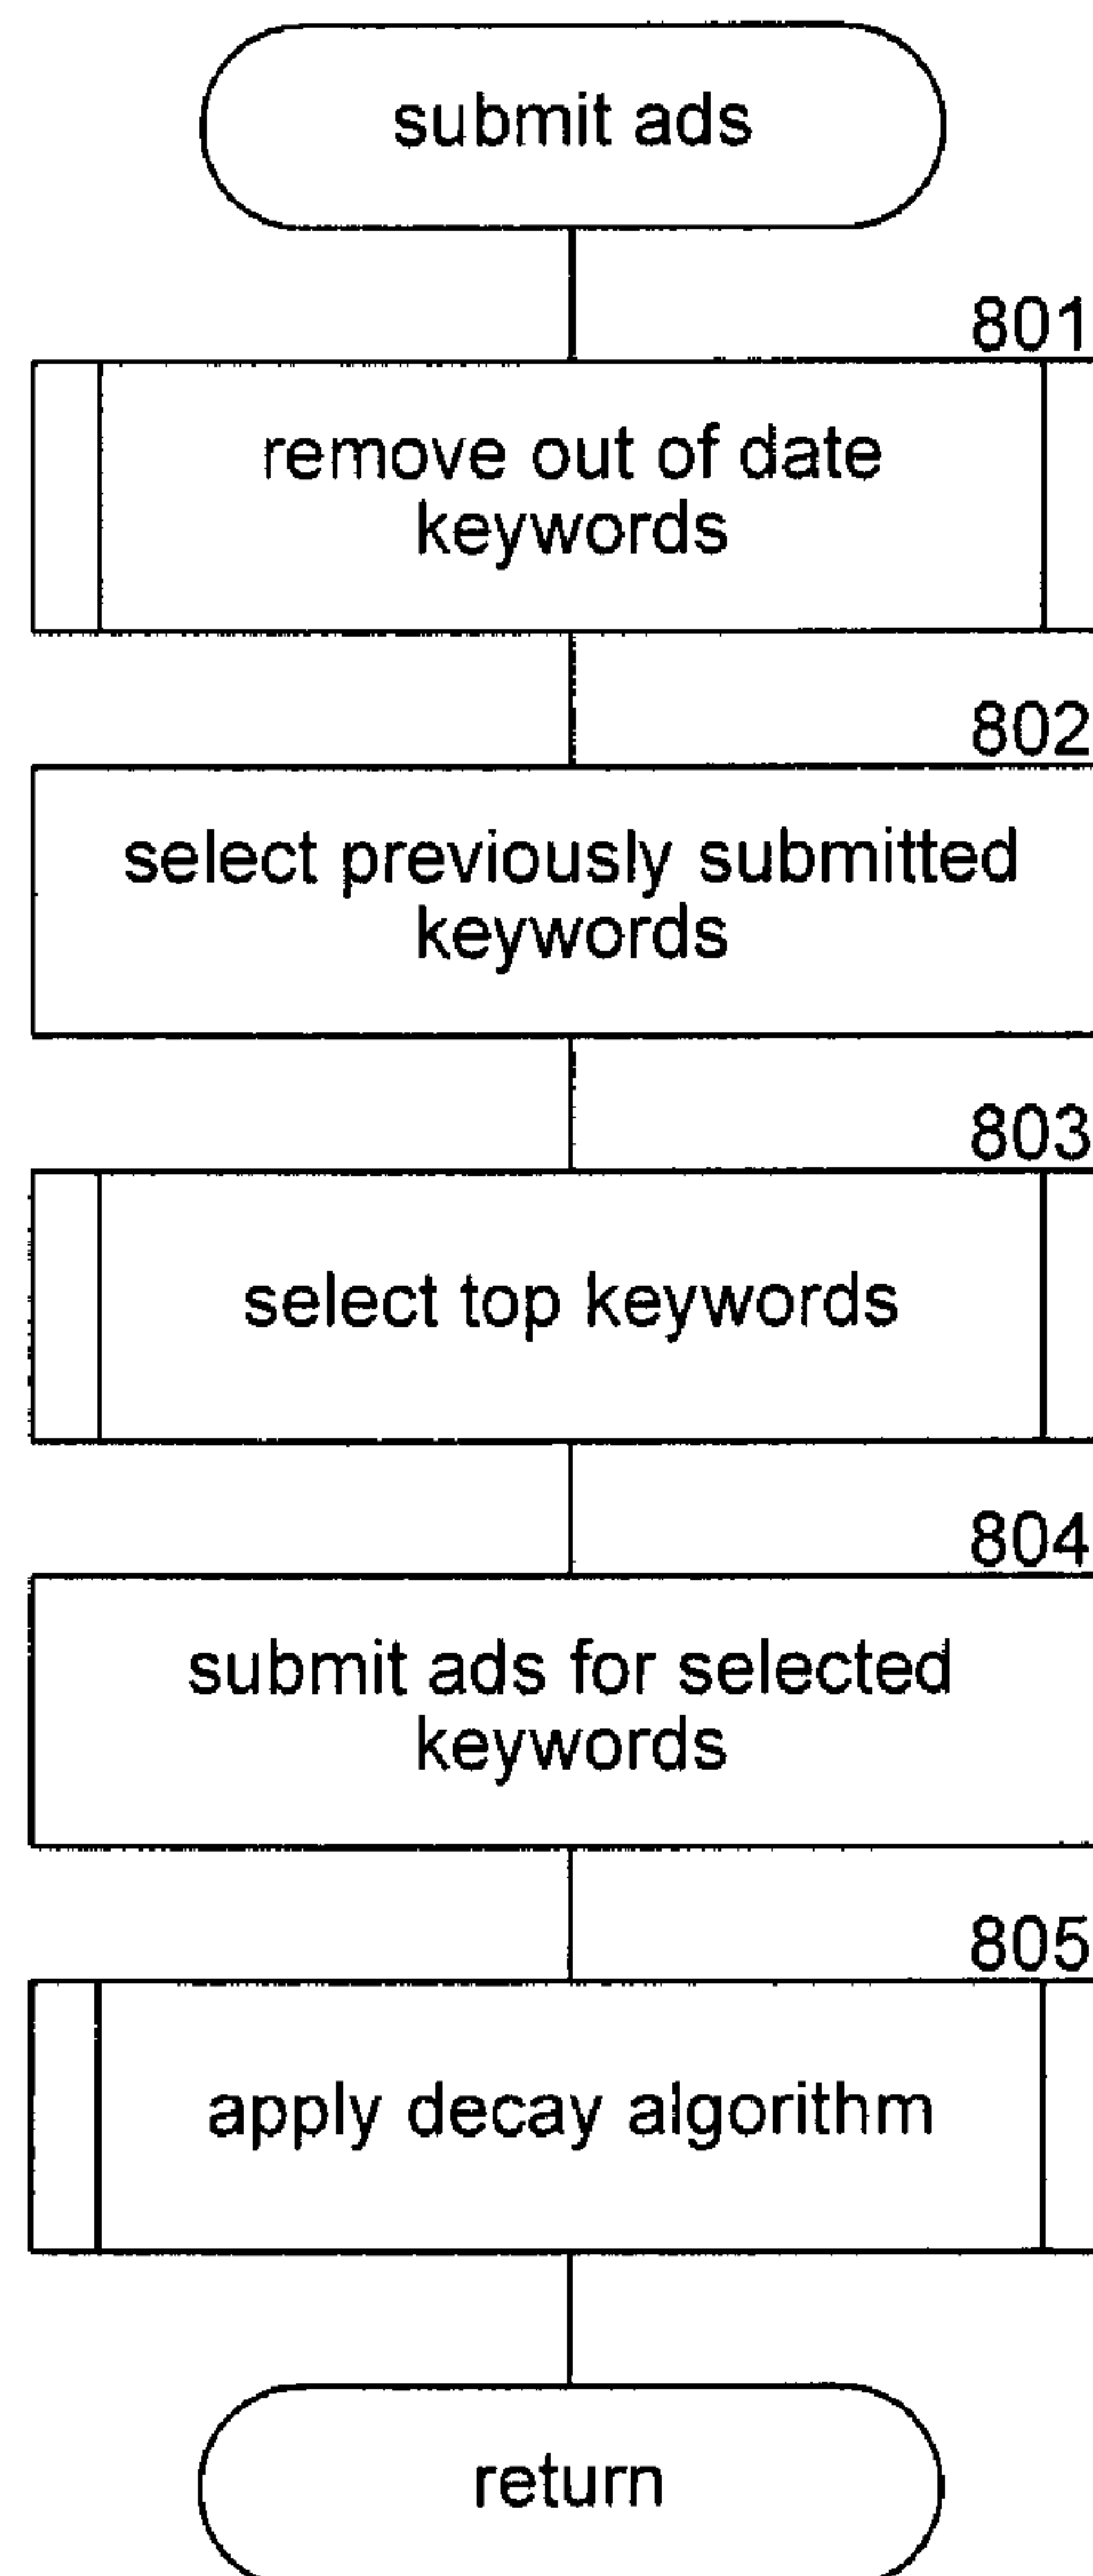 submit ads
801
remove out of date
keywords
802
select previously submitted
keywords
803
select top keywords
804
submit ads for selected
keywords
805
apply decay algorithm
return